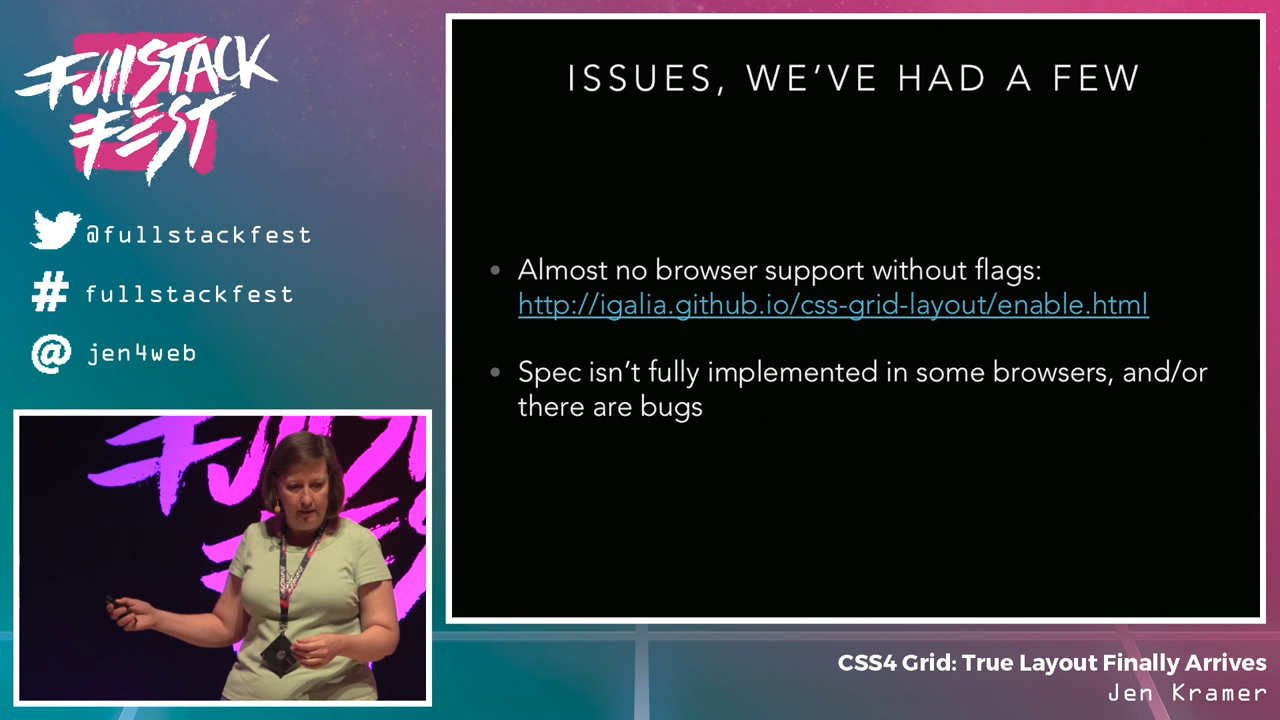 FullStack
Fest
@fullstackfest
# fullstackfest
@ jen4web
ISSUES, WE'VE HAD A FEW
• Almost no browser support without flags:
http://igalia.github.io/css-grid-layout/enable.html
• Spec isn't fully implemented in some browsers, and/or
there are bugs
CSS4 Grid: True Layout Finally Arrives
Jen Kramer